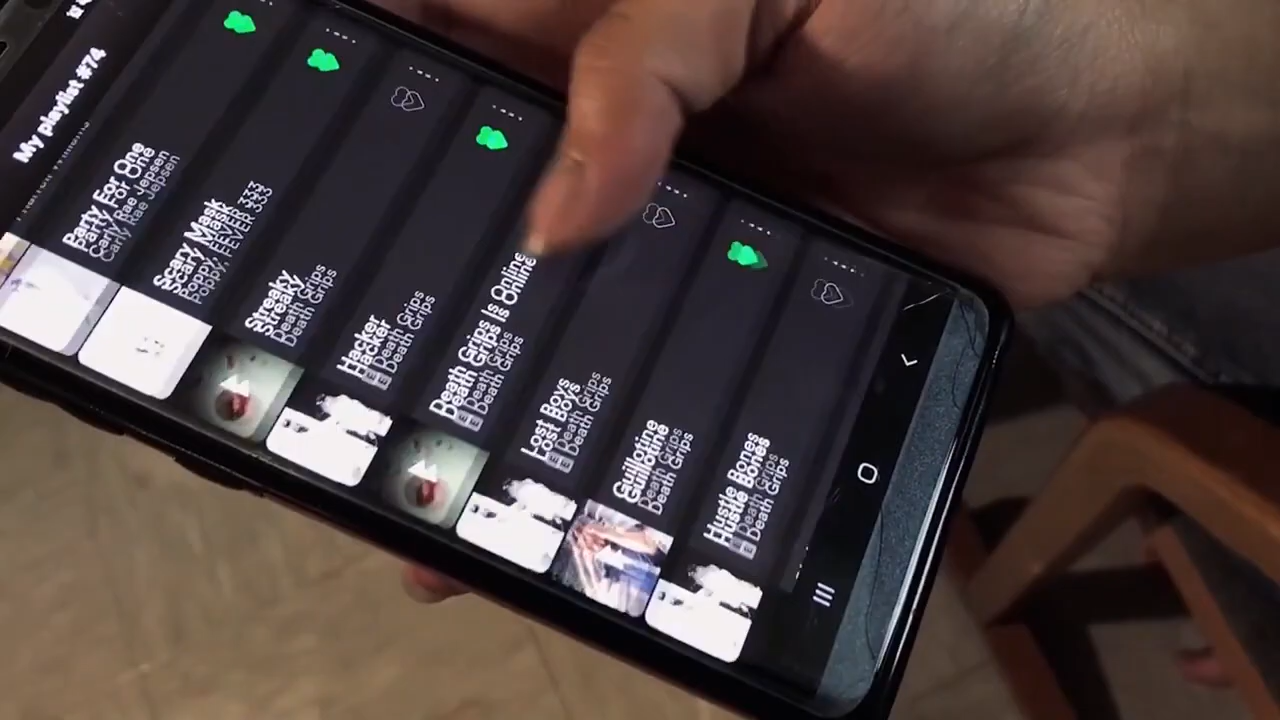 My playlist #74
Party For One
Carly Rae Jepsen
Scary Mask
Poppy, FEVER 333
Streaky
Death Grips
Hacker
E Death Grips
Death Grips Is Online
E Death Grips
Lost Boys
E Death Grips
Guillotine
Death Grips
Hustle Bones
E Death Grips